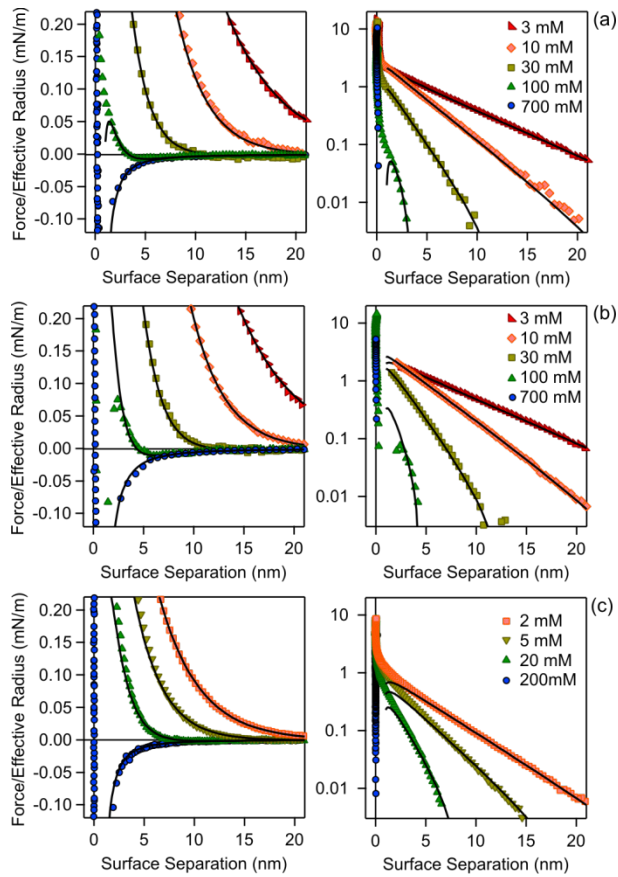 (a)
Force/Effective Radius (mN/m)
0.20
0.15
0.10
0.05
0.00
-0.05
-0.10
0 5 10 15 20
Surface Separation (nm)
10
1
0.1
0.01
3 mM
10 mM
30 mM
100 mM
700 mM
0 5 10 15 20
Surface Separation (nm)
(b)
Force/Effective Radius (mN/m)
0.20
0.15
0.10
0.05
0.00
-0.05
-0.10
0 5 10 15 20
Surface Separation (nm)
10
1
0.1
0.01
3 mM
10 mM
30 mM
100 mM
700 mM
0 5 10 15 20
Surface Separation (nm)
(c)
Force/Effective Radius (mN/m)
0.20
0.15
0.10
0.05
0.00
-0.05
-0.10
0 5 10 15 20
Surface Separation (nm)
10
1
0.1
0.01
2 mM
5 mM
20 mM
200mM
0 5 10 15 20
Surface Separation (nm)